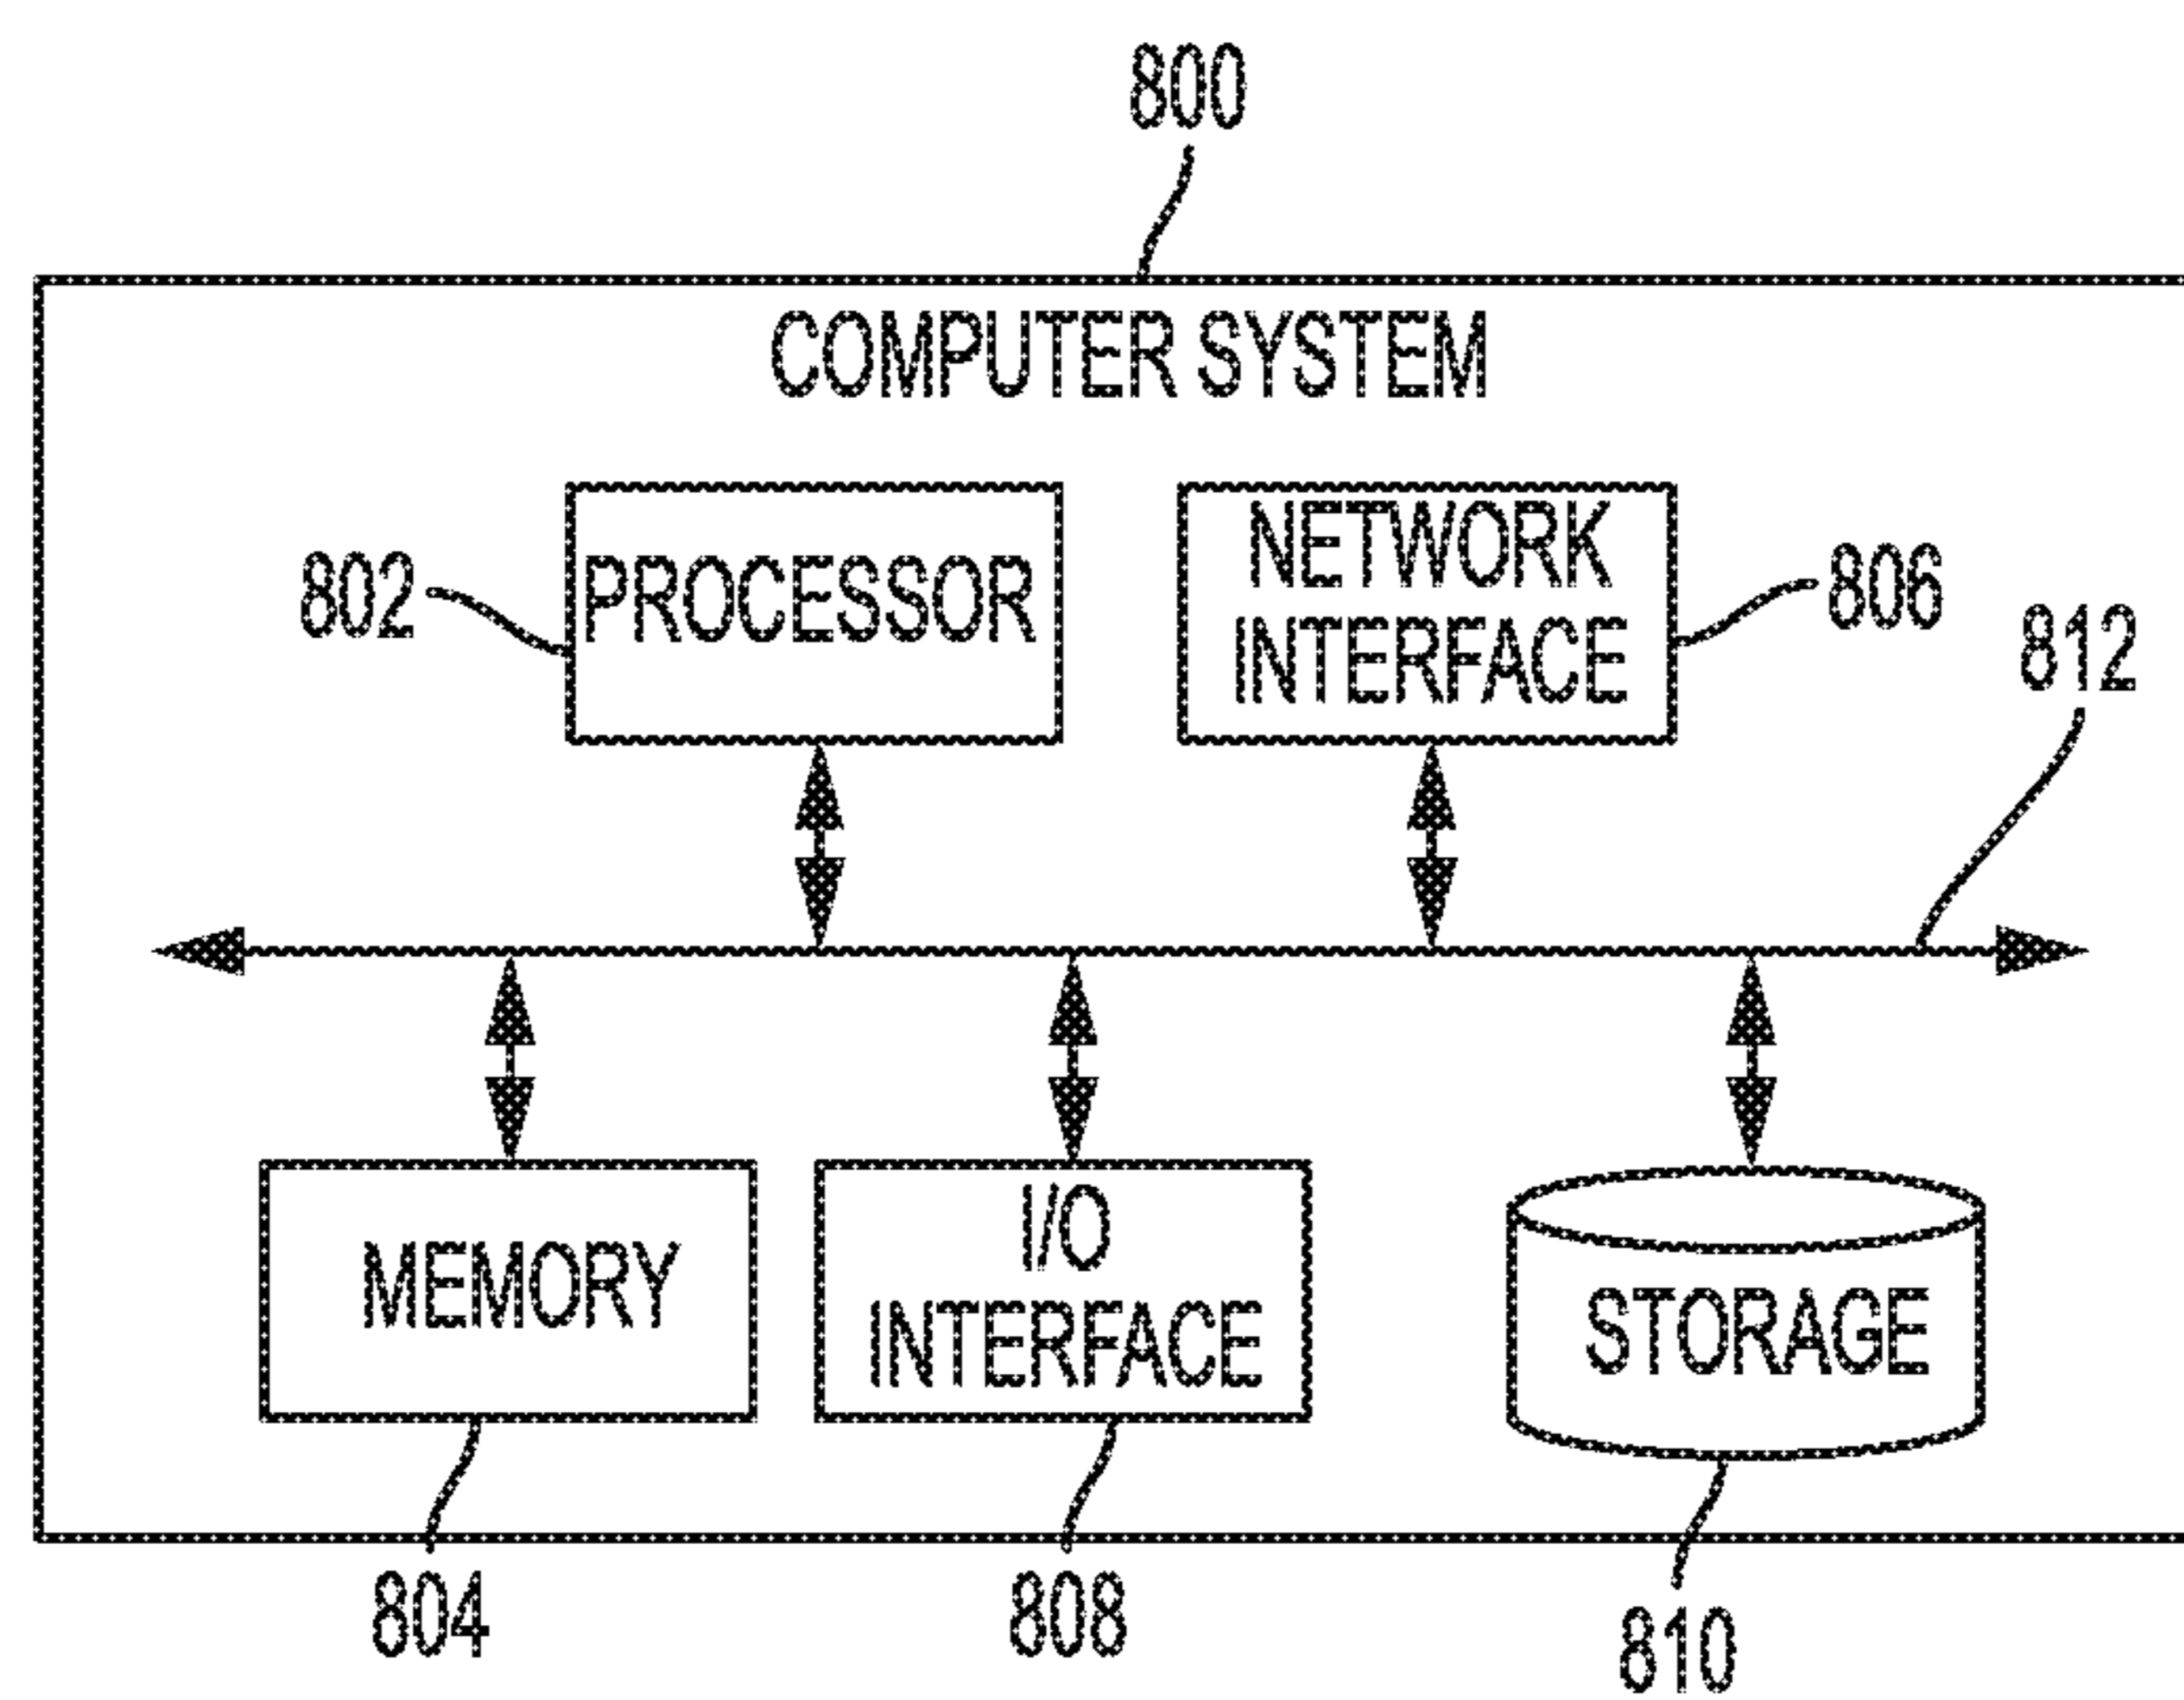 800
COMPUTER SYSTEM
802
PROCESSOR
NETWORK
INTERFACE
806
812
MEMORY
I/O
INTERFACE
STORAGE
804
808
810